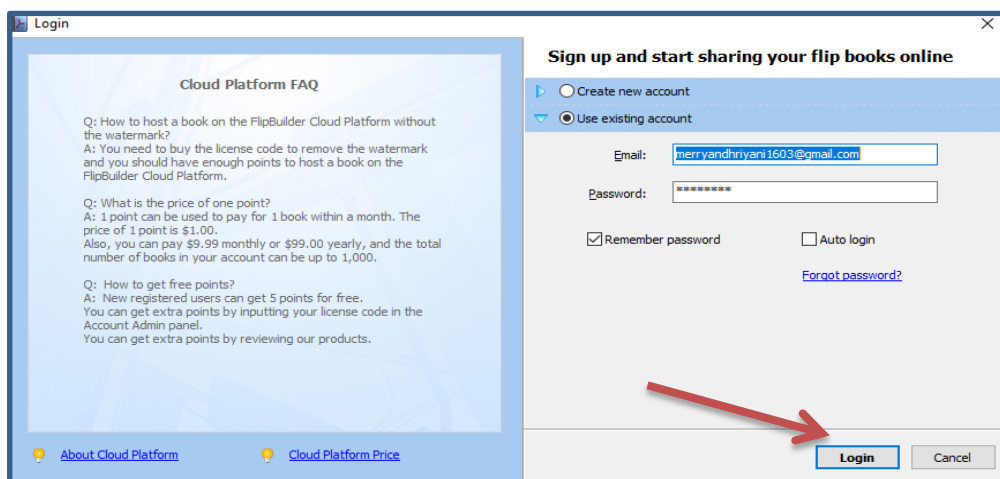 Login
Cloud Platform FAQ
Q: How to host a book on the FlipBuilder Cloud Platform without
the watermark?
A: You need to buy the license code to remove the watermark
and you should have enough points to host a book on the
FlipBuilder Cloud Platform.
Q: What is the price of one point?
A: 1 point can be used to pay for 1 book within a month. The
price of 1 point is $1.00.
Also, you can pay $9.99 monthly or $99.00 yearly, and the total
number of books in your account can be up to 1,000.
Q: How to get free points?
A: New registered users can get 5 points for free.
You can get extra points by inputting your license code in the
Account Admin panel.
You can get extra points by reviewing our products.
About Cloud Platform
Cloud Platform Price
Sign up and start sharing your flip books online
Create new account
Use existing account
Email: merryandhriyani1603@gmail.com
Password: ********
Remember password
Auto login
Forgot password?
Login
Cancel